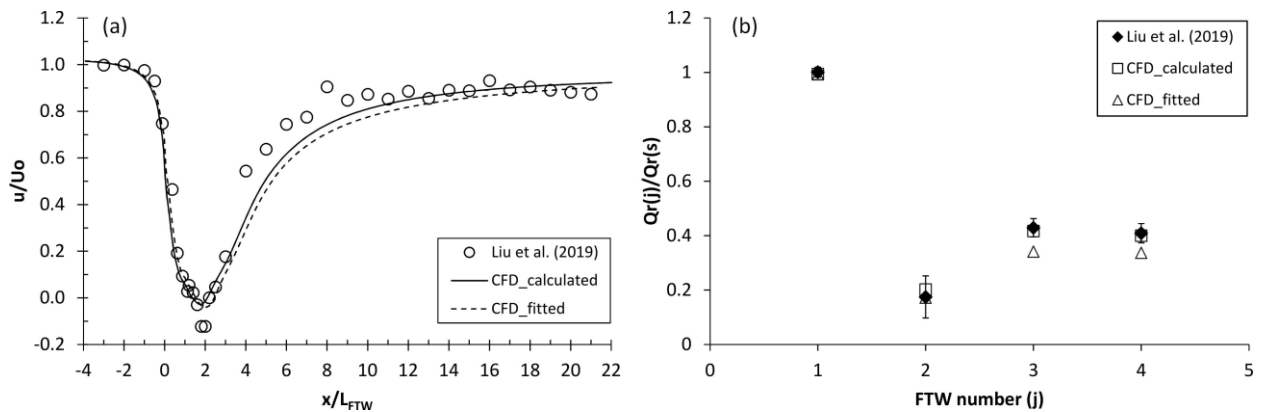 (a)
1.2
1.0
0.8
0.6
0.4
0.2
0.0
-0.2
u/Uo
-4 -2 0 2 4 6 8 10 12 14 16 18 20 22
x/LFTW
Liu et al. (2019)
CFD_calculated
CFD_fitted
(b)
1.2
1
0.8
0.6
0.4
0.2
0
Qr(j)/Qr(s)
0 1 2 3 4 5
FTW number (j)
Liu et al. (2019)
CFD_calculated
CFD_fitted